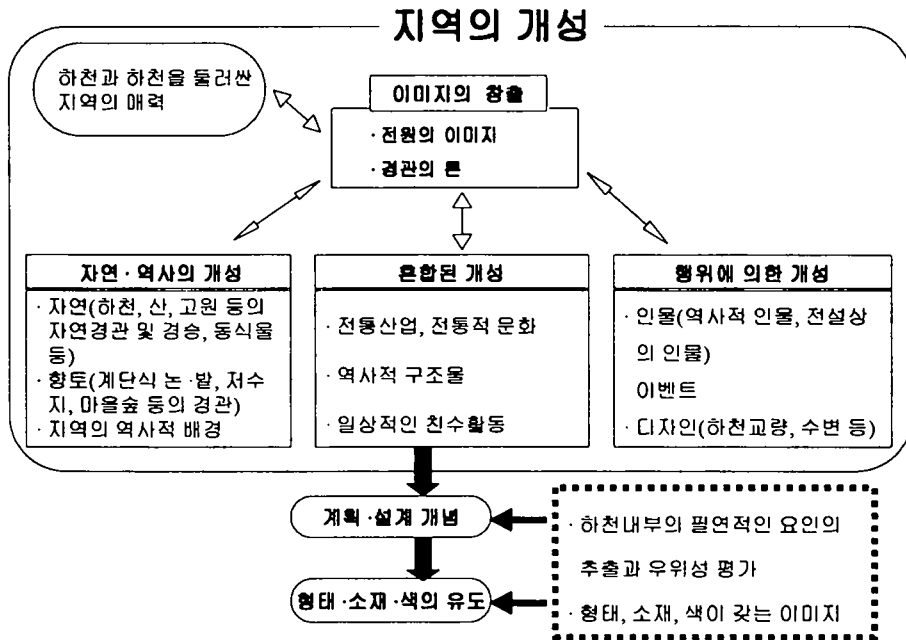 지역의 개성
하천과 하천을 둘러싼
지역의 매력
이미지의 창출
· 전원의 이미지
· 경관의 톤
자연 · 역사의 개성
· 자연(하천, 산, 고원 등의
자연경관 및 경승, 동식물
등)
· 향토(계단식 논 ·밭, 저수
지, 마을숲 등의 경관)
· 지역의 역사적 배경
혼합된 개성
· 전통산업, 전통적 문화
· 역사적 구조물
· 일상적인 친수활동
행위에 의한 개성
· 인물(역사적 인물, 전설상
의 인물)
이벤트
· 디자인(하천교량, 수변 등)
계획 ·설계 개념
· 하천내부의 필연적인 요인의
추출과 우위성 평가
형태 ·소재 ·색의 유도
· 형태, 소재, 색이 갖는 이미지